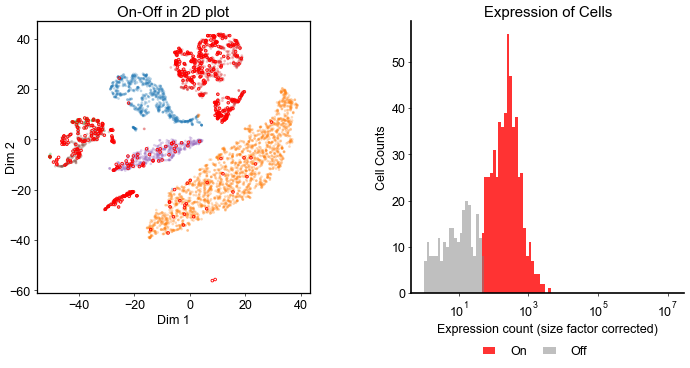 On-Off in 2D plot
40
20
0
−20
−40
−60
Dim 2
−40
−20
0
20
40
Dim 1
Expression of Cells
50
40
30
20
10
0
Cell Counts
10^1
10^3
10^5
10^7
Expression count (size factor corrected)
On
Off